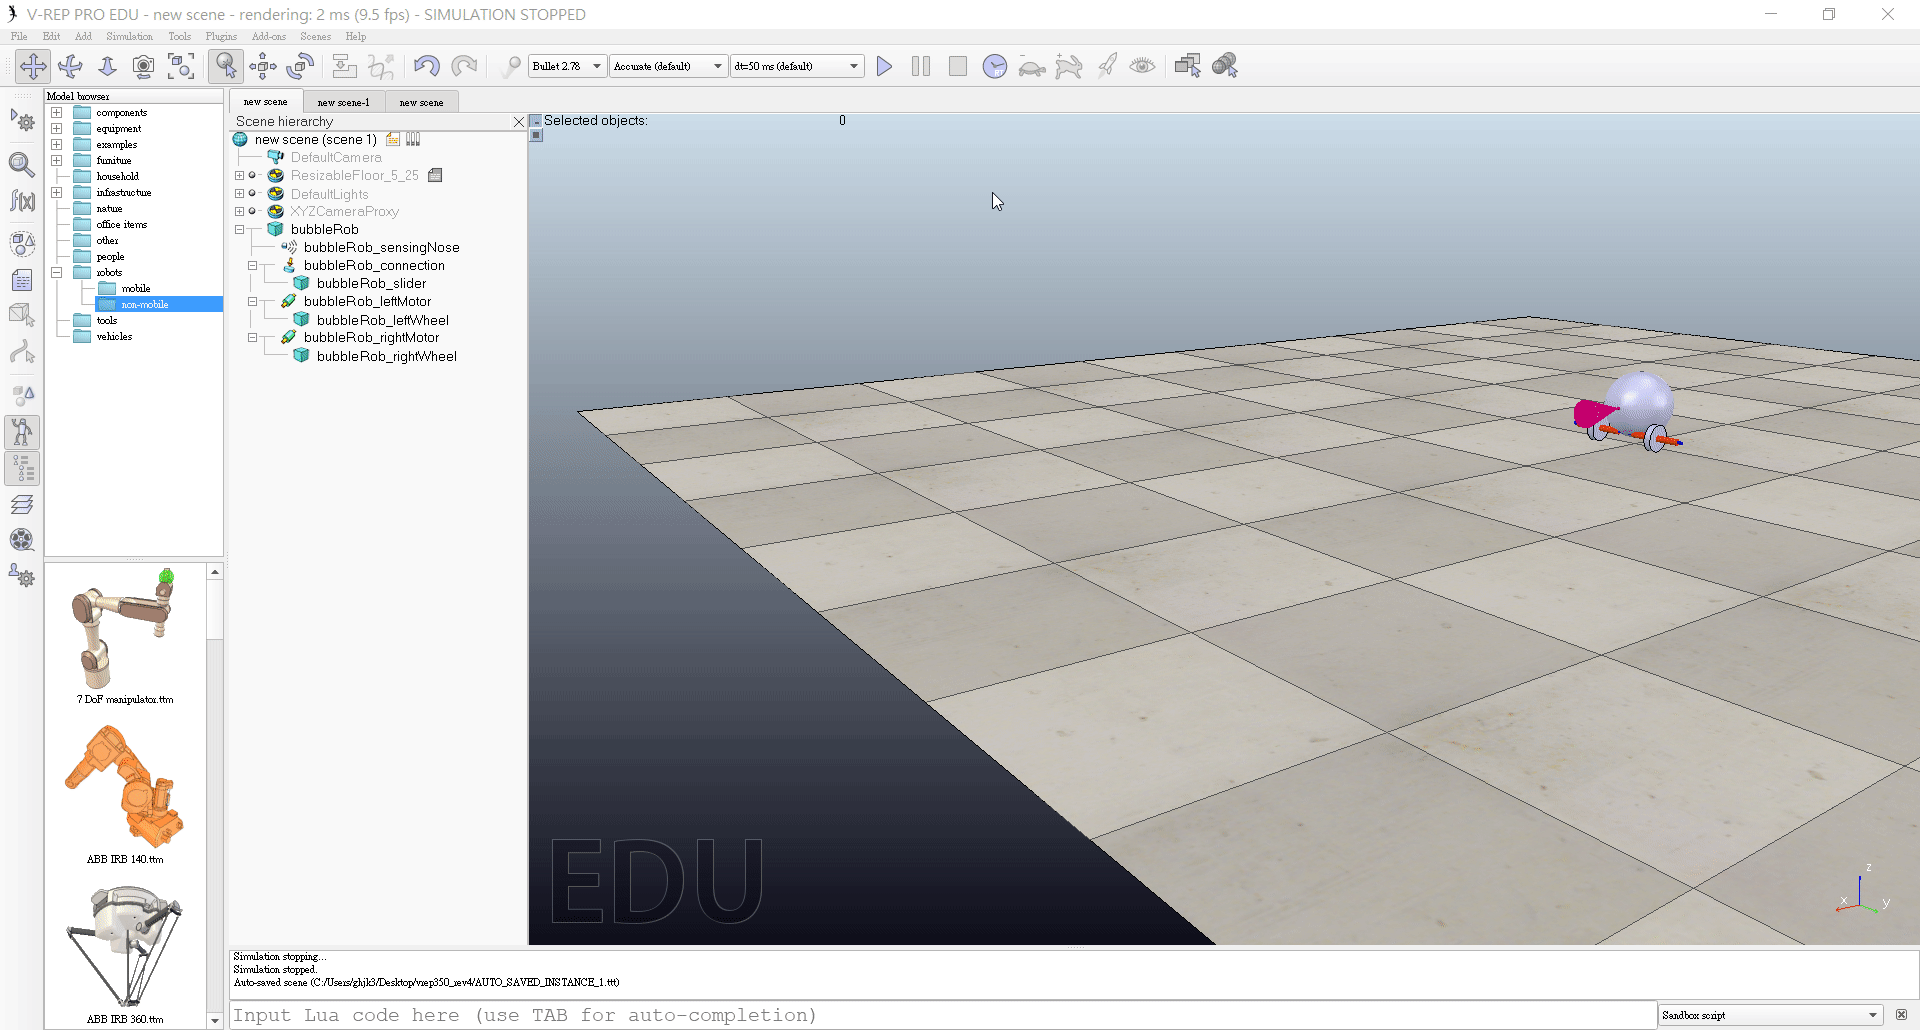 V-REP PRO EDU - new scene - rendering: 2 ms (9.5 fps) - SIMULATION STOPPED
File Edit Add Simulation Tools Plugins Add-ons Scenes Help
Bullet 2.78 Accurate (default) dt=50 ms (default)
Model browser
components
equipment
examples
furniture
household
infrastructure
nature
office items
other
people
robots
mobile
non-mobile
tools
vehicles
7 DoF manipulator.ttm
ABB IRB 140.ttm
ABB IRB 360.ttm
new scene new scene-1 new scene
Scene hierarchy
new scene (scene 1)
DefaultCamera
ResizableFloor_5_25
DefaultLights
XYZCameraProxy
bubbleRob
bubbleRob_sensingNose
bubbleRob_connection
bubbleRob_slider
bubbleRob_leftMotor
bubbleRob_leftWheel
bubbleRob_rightMotor
bubbleRob_rightWheel
Selected objects: 0
EDU
z
x
y
Simulation stopping...
Simulation stopped.
Auto-saved scene (C:/Users/ghjk3/Desktop/vrep350_rev4/AUTO_SAVED_INSTANCE_1.ttt)
Input Lua code here (use TAB for auto-completion)
Sandbox script